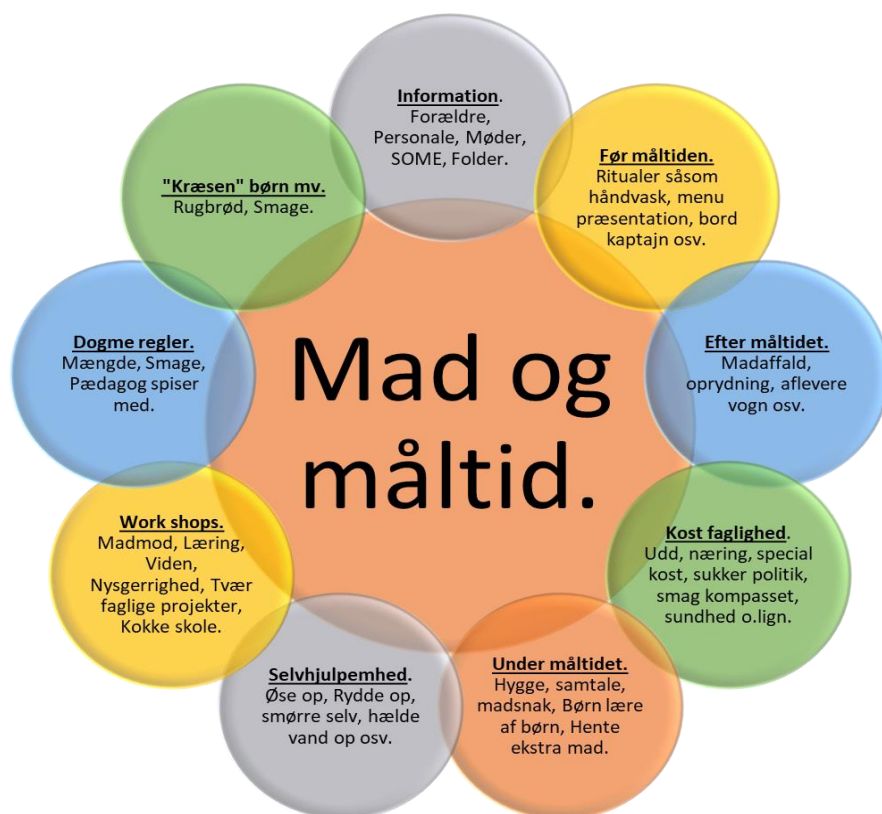 Mad og
måltid.
Information.
Forældre,
Personale, Møder,
SOME, Folder.
Før måltiden.
Ritualer såsom
håndvask, menu
præsentation, bord
kaptajn osv.
Efter måltidet.
Madaffald,
oprydning, aflevere
vogn osv.
Kost faglighed.
Udd, næring, special
kost, sukker politik,
smag kompasset,
sundhed o.lign.
Under måltidet.
Hygge, samtale,
madsnak, Børn lære
af børn, Hente
ekstra mad.
Selvhjulpemhed.
Øse op, Rydde op,
smørre selv, hælde
vand op osv.
Work shops.
Madmod, Læring,
Viden,
Nysgerrighed, Tvær
faglige projekter,
Kokke skole.
Dogme regler.
Mængde, Smage,
Pædagog spiser
med.
"Kræsen" børn mv.
Rugbrød, Smage.